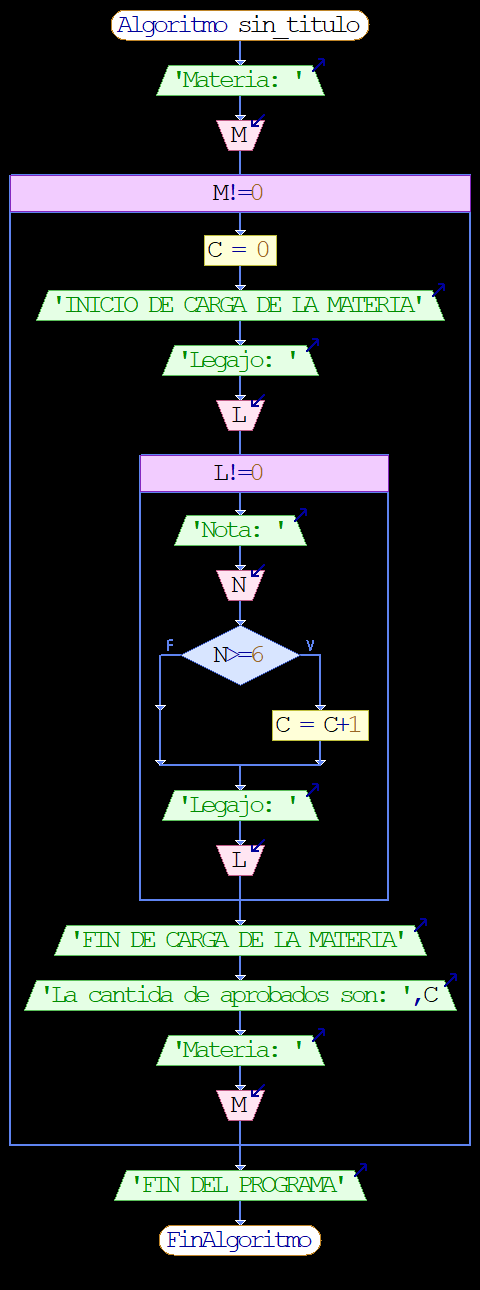 Algoritmo sin_titulo
'Materia: '
M
M!=0
C = 0
'INICIO DE CARGA DE LA MATERIA'
'Legajo: '
L
L!=0
'Nota: '
N
F
V
N>=6
C = C+1
'Legajo: '
L
'FIN DE CARGA DE LA MATERIA'
'La cantida de aprobados son: ',C
'Materia: '
M
'FIN DEL PROGRAMA'
FinAlgoritmo